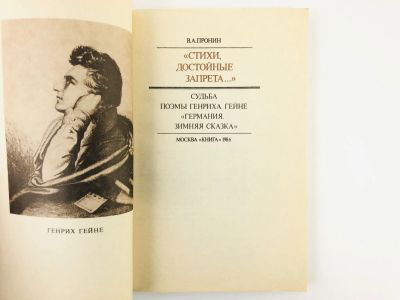 ГЕНРИХ ГЕЙНЕ
В.А.ПРОНИН
«СТИХИ,
ДОСТОЙНЫЕ
ЗАПРЕТА...»
СУДЬБА
ПОЭМЫ ГЕНРИХА ГЕЙНЕ
«ГЕРМАНИЯ.
ЗИМНЯЯ СКАЗКА»
МОСКВА «КНИГА» 1986